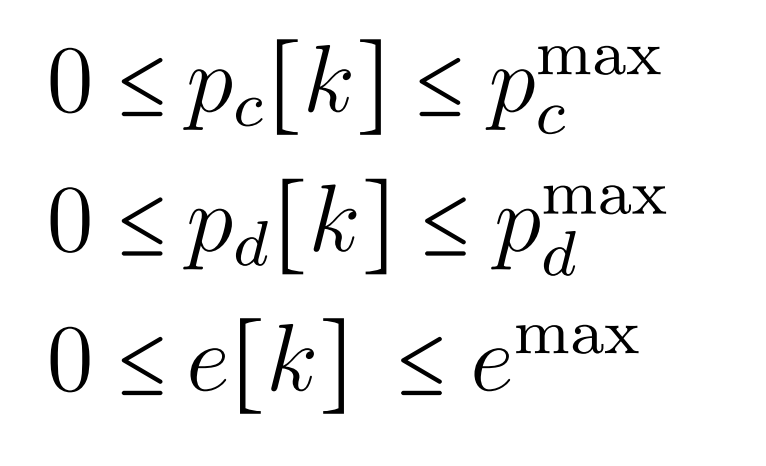 0 ≤ p_c[k] ≤ p_c^max
0 ≤ p_d[k] ≤ p_d^max
0 ≤ e[k] ≤ e^max